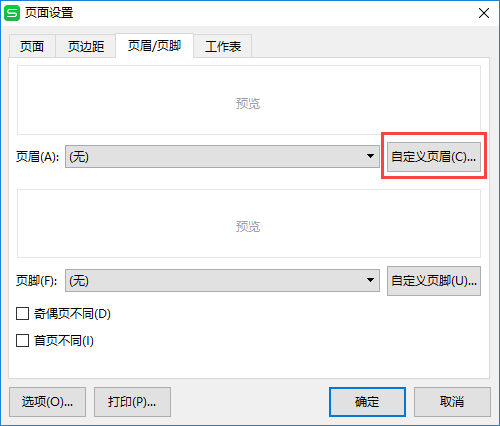 页面设置
页面 页边距 页眉/页脚 工作表
预览
页眉(A): (无) 自定义页眉(C)...
预览
页脚(F): (无) 自定义页脚(U)...
奇偶页不同(D)
首页不同(I)
选项(O)... 打印(P)... 确定 取消